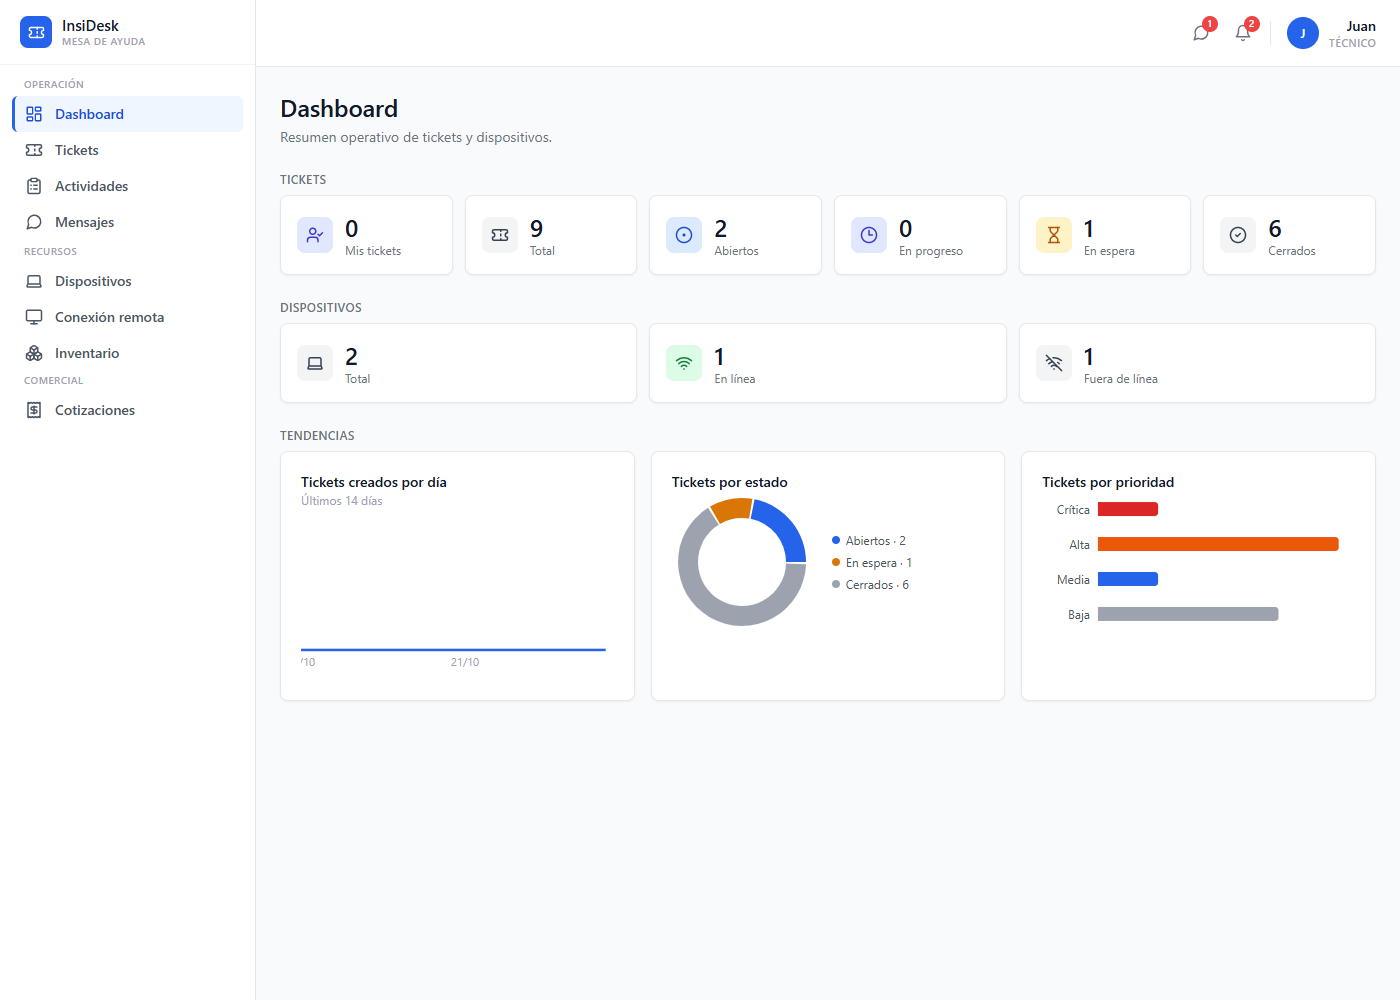 InsiDesk
MESA DE AYUDA
1
2
J
Juan
TÉCNICO
OPERACIÓN
Dashboard
Tickets
Actividades
Mensajes
RECURSOS
Dispositivos
Conexión remota
Inventario
COMERCIAL
Cotizaciones
Dashboard
Resumen operativo de tickets y dispositivos.
TICKETS
0
Mis tickets
9
Total
2
Abiertos
0
En progreso
1
En espera
6
Cerrados
DISPOSITIVOS
2
Total
1
En línea
1
Fuera de línea
TENDENCIAS
Tickets creados por día
Últimos 14 días
/10
21/10
Tickets por estado
Abiertos · 2
En espera · 1
Cerrados · 6
Tickets por prioridad
Crítica
Alta
Media
Baja